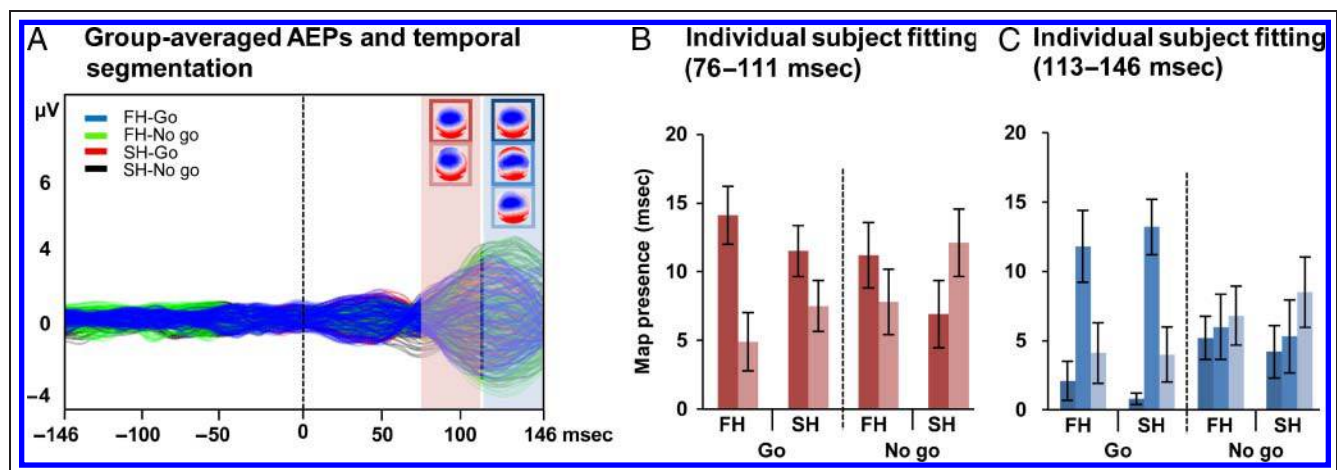 A Group-averaged AEPs and temporal
segmentation
µV
6
4
0
−4
FH-Go
FH-No go
SH-Go
SH-No go
−146 −100 −50 0 50 100 146 msec
B Individual subject fitting
(76–111 msec)
Map presence (msec)
20
15
10
5
0
FH SH FH SH
Go No go
C Individual subject fitting
(113–146 msec)
20
15
10
5
0
FH SH FH SH
Go No go